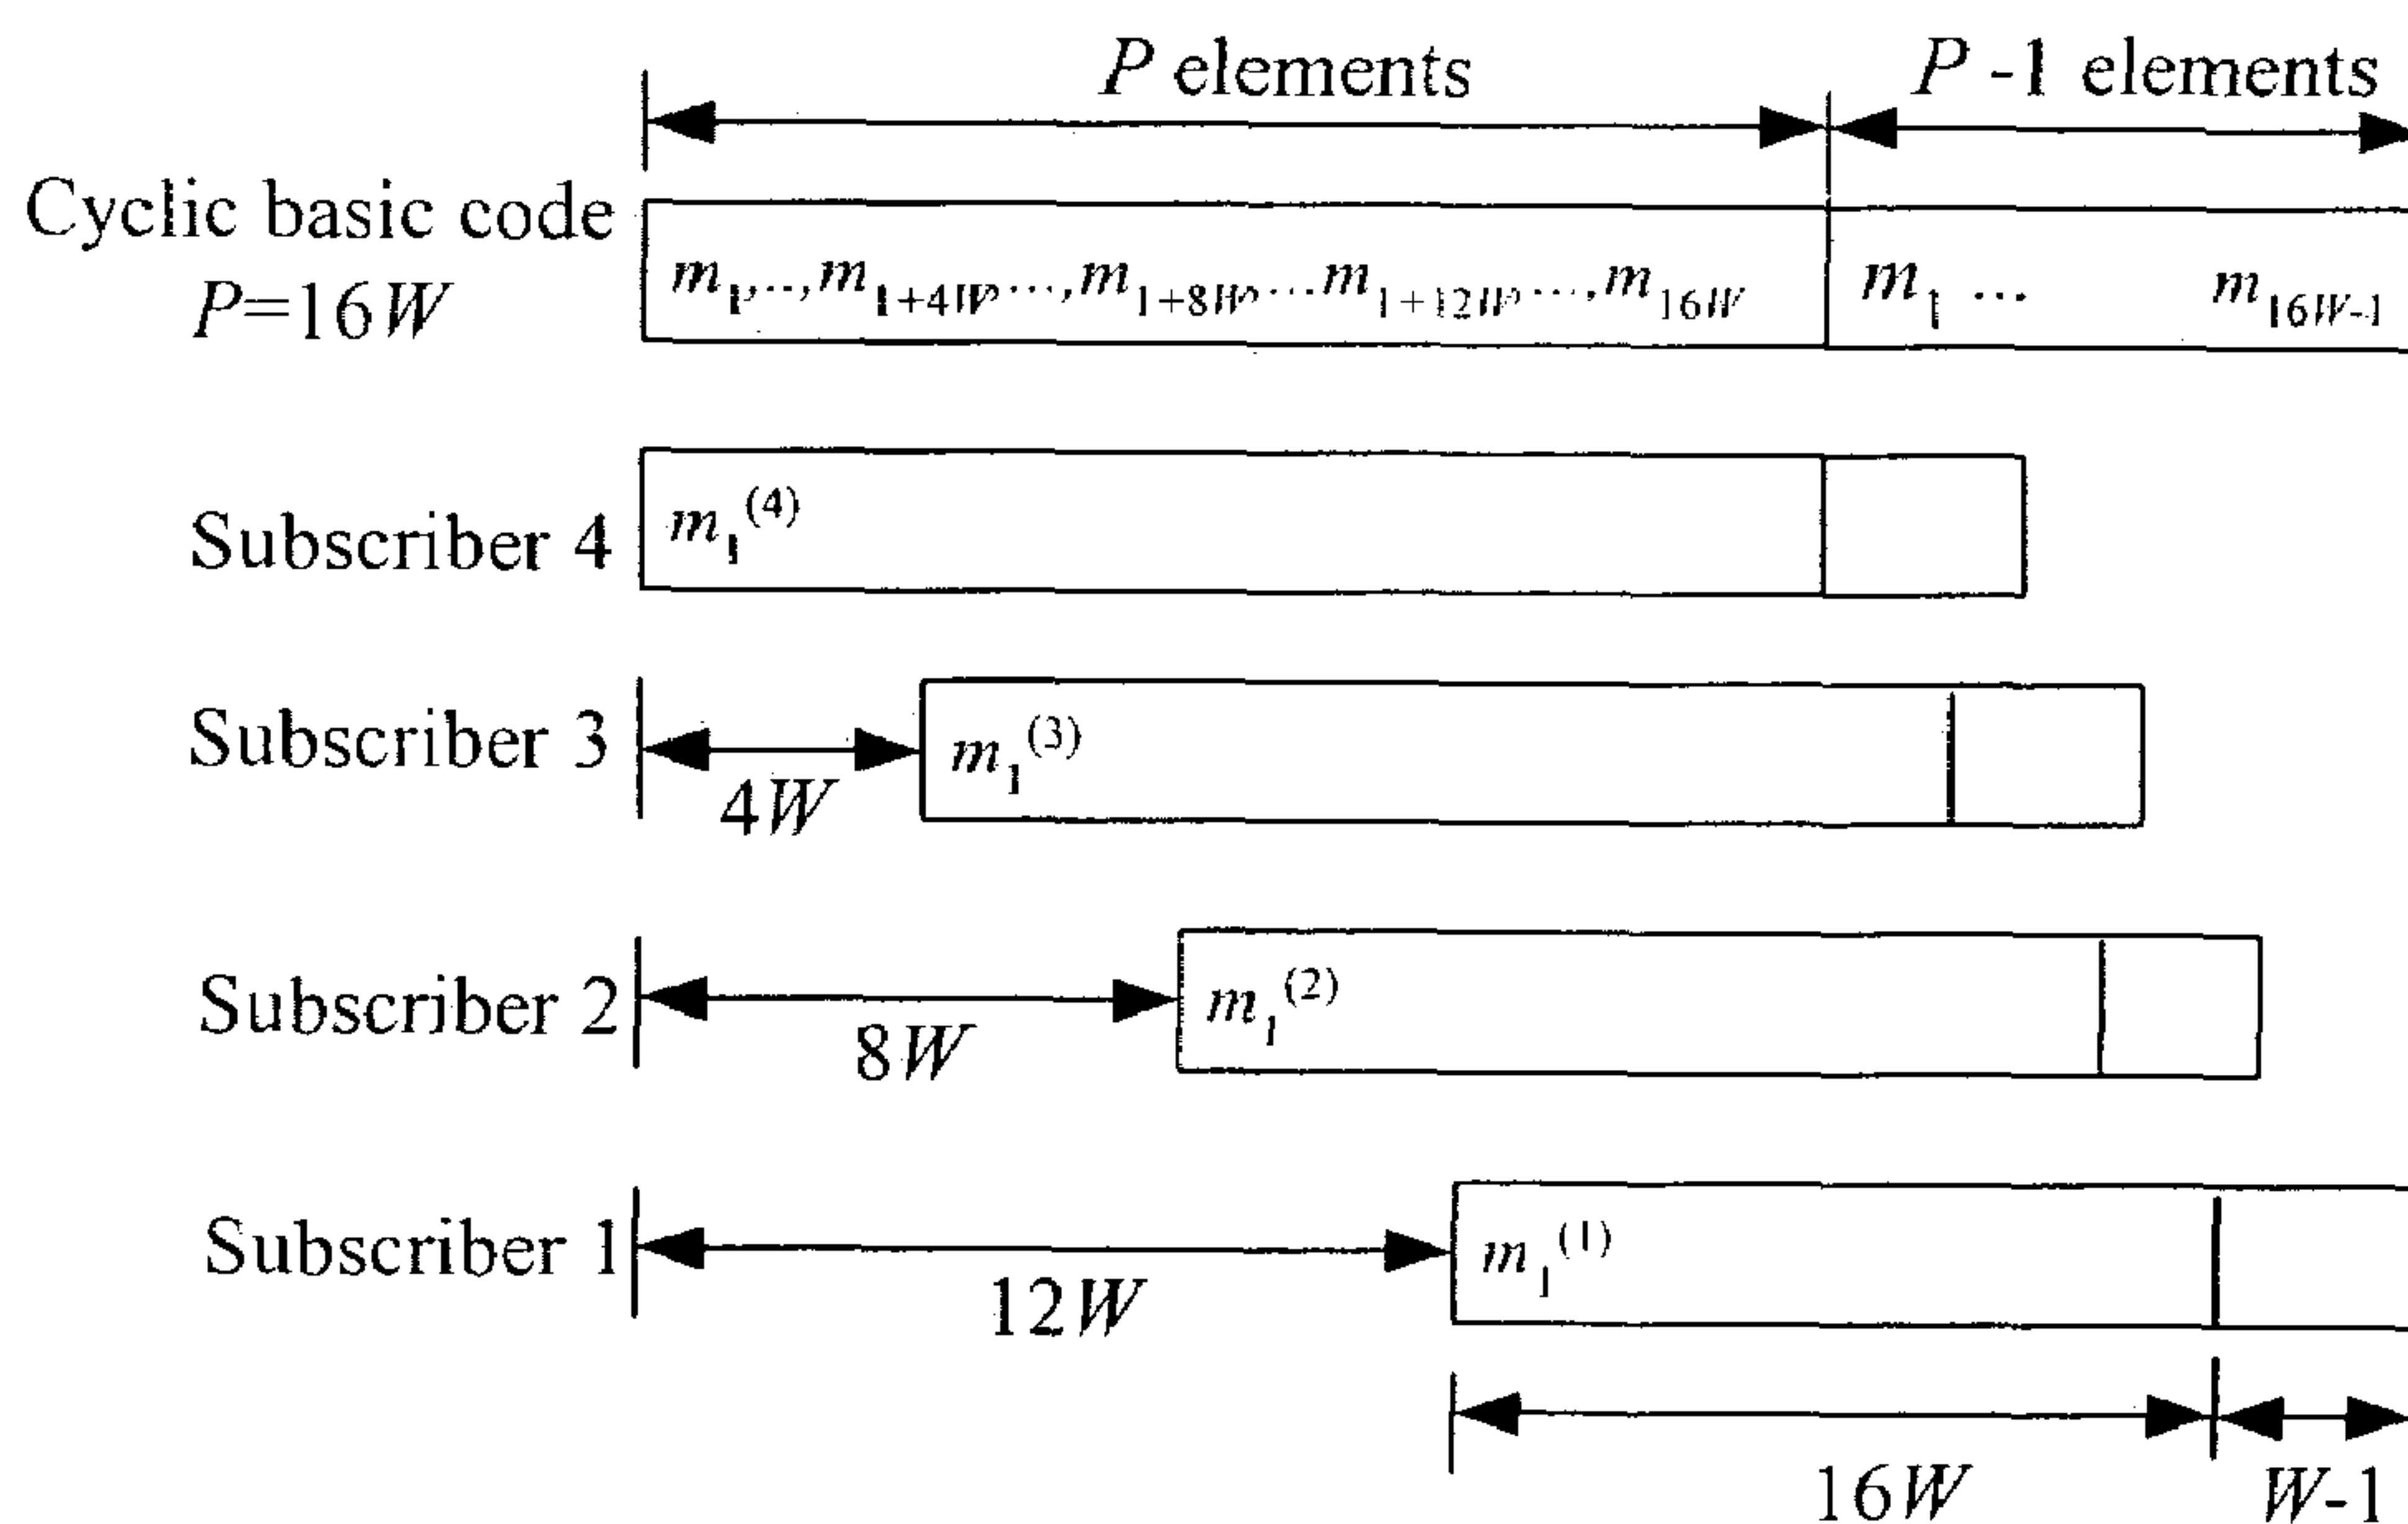 P elements
P -1 elements
Cyclic basic code
P=16W
m₁,..,m₁₊₄W,...,m₁₊₈W,...m₁₊₁₂W,...,m₁₆W
m₁ ... m₁₆W₋₁
Subscriber 4
m₁⁽⁴⁾
Subscriber 3
4W
m₁⁽³⁾
Subscriber 2
8W
m₁⁽²⁾
Subscriber 1
12W
m₁⁽¹⁾
16W
W-1